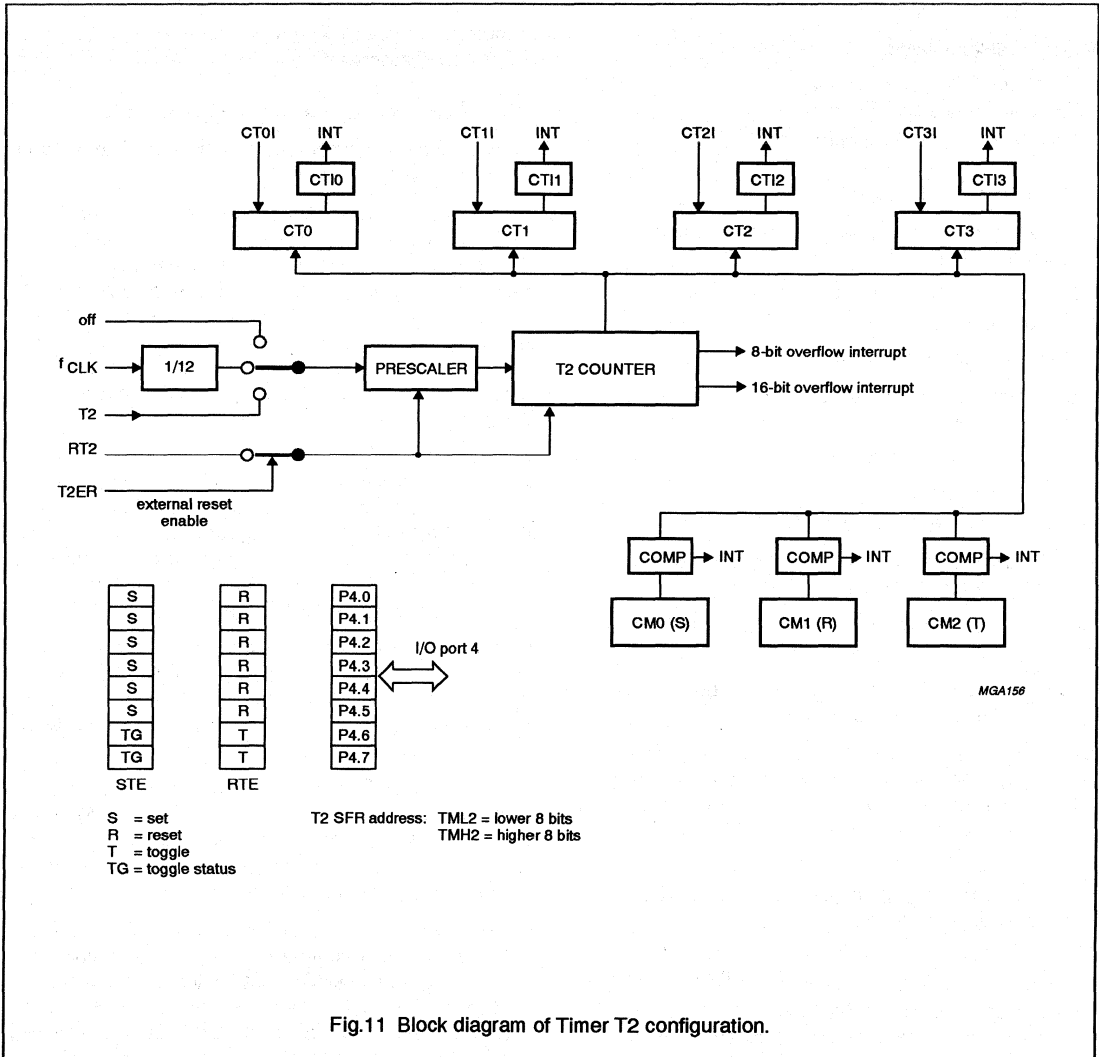 CT0I INT CT1I INT CT2I INT CT3I INT
CTI0 CTI1 CTI2 CTI3
CT0 CT1 CT2 CT3
off
f CLK 1/12 PRESCALER T2 COUNTER 8-bit overflow interrupt
T2 16-bit overflow interrupt
RT2
T2ER
external reset
enable
COMP INT COMP INT COMP INT
CM0 (S) CM1 (R) CM2 (T)
S R P4.0
S R P4.1
S R P4.2
S R P4.3
S R P4.4
S R P4.5
TG T P4.6
TG T P4.7
I/O port 4
STE RTE
MGA156
S = set
R = reset
T = toggle
TG = toggle status
T2 SFR address: TML2 = lower 8 bits
TMH2 = higher 8 bits
Fig.11 Block diagram of Timer T2 configuration.